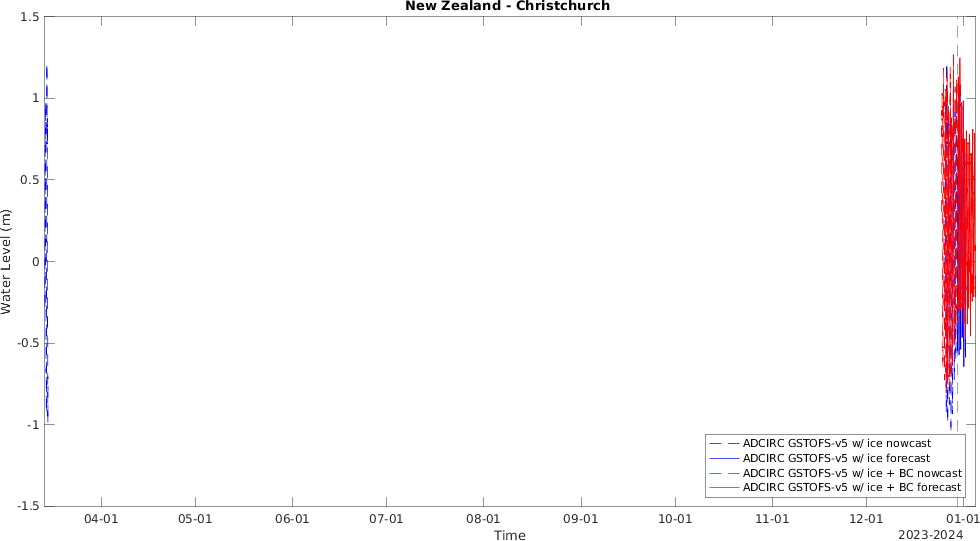 New Zealand - Christchurch
1.5
1
0.5
0
-0.5
-1
-1.5
Water Level (m)
ADCIRC GSTOFS-v5 w/ ice nowcast
ADCIRC GSTOFS-v5 w/ ice forecast
ADCIRC GSTOFS-v5 w/ ice + BC nowcast
ADCIRC GSTOFS-v5 w/ ice + BC forecast
04-01 05-01 06-01 07-01 08-01 09-01 10-01 11-01 12-01 01-01
Time
2023-2024